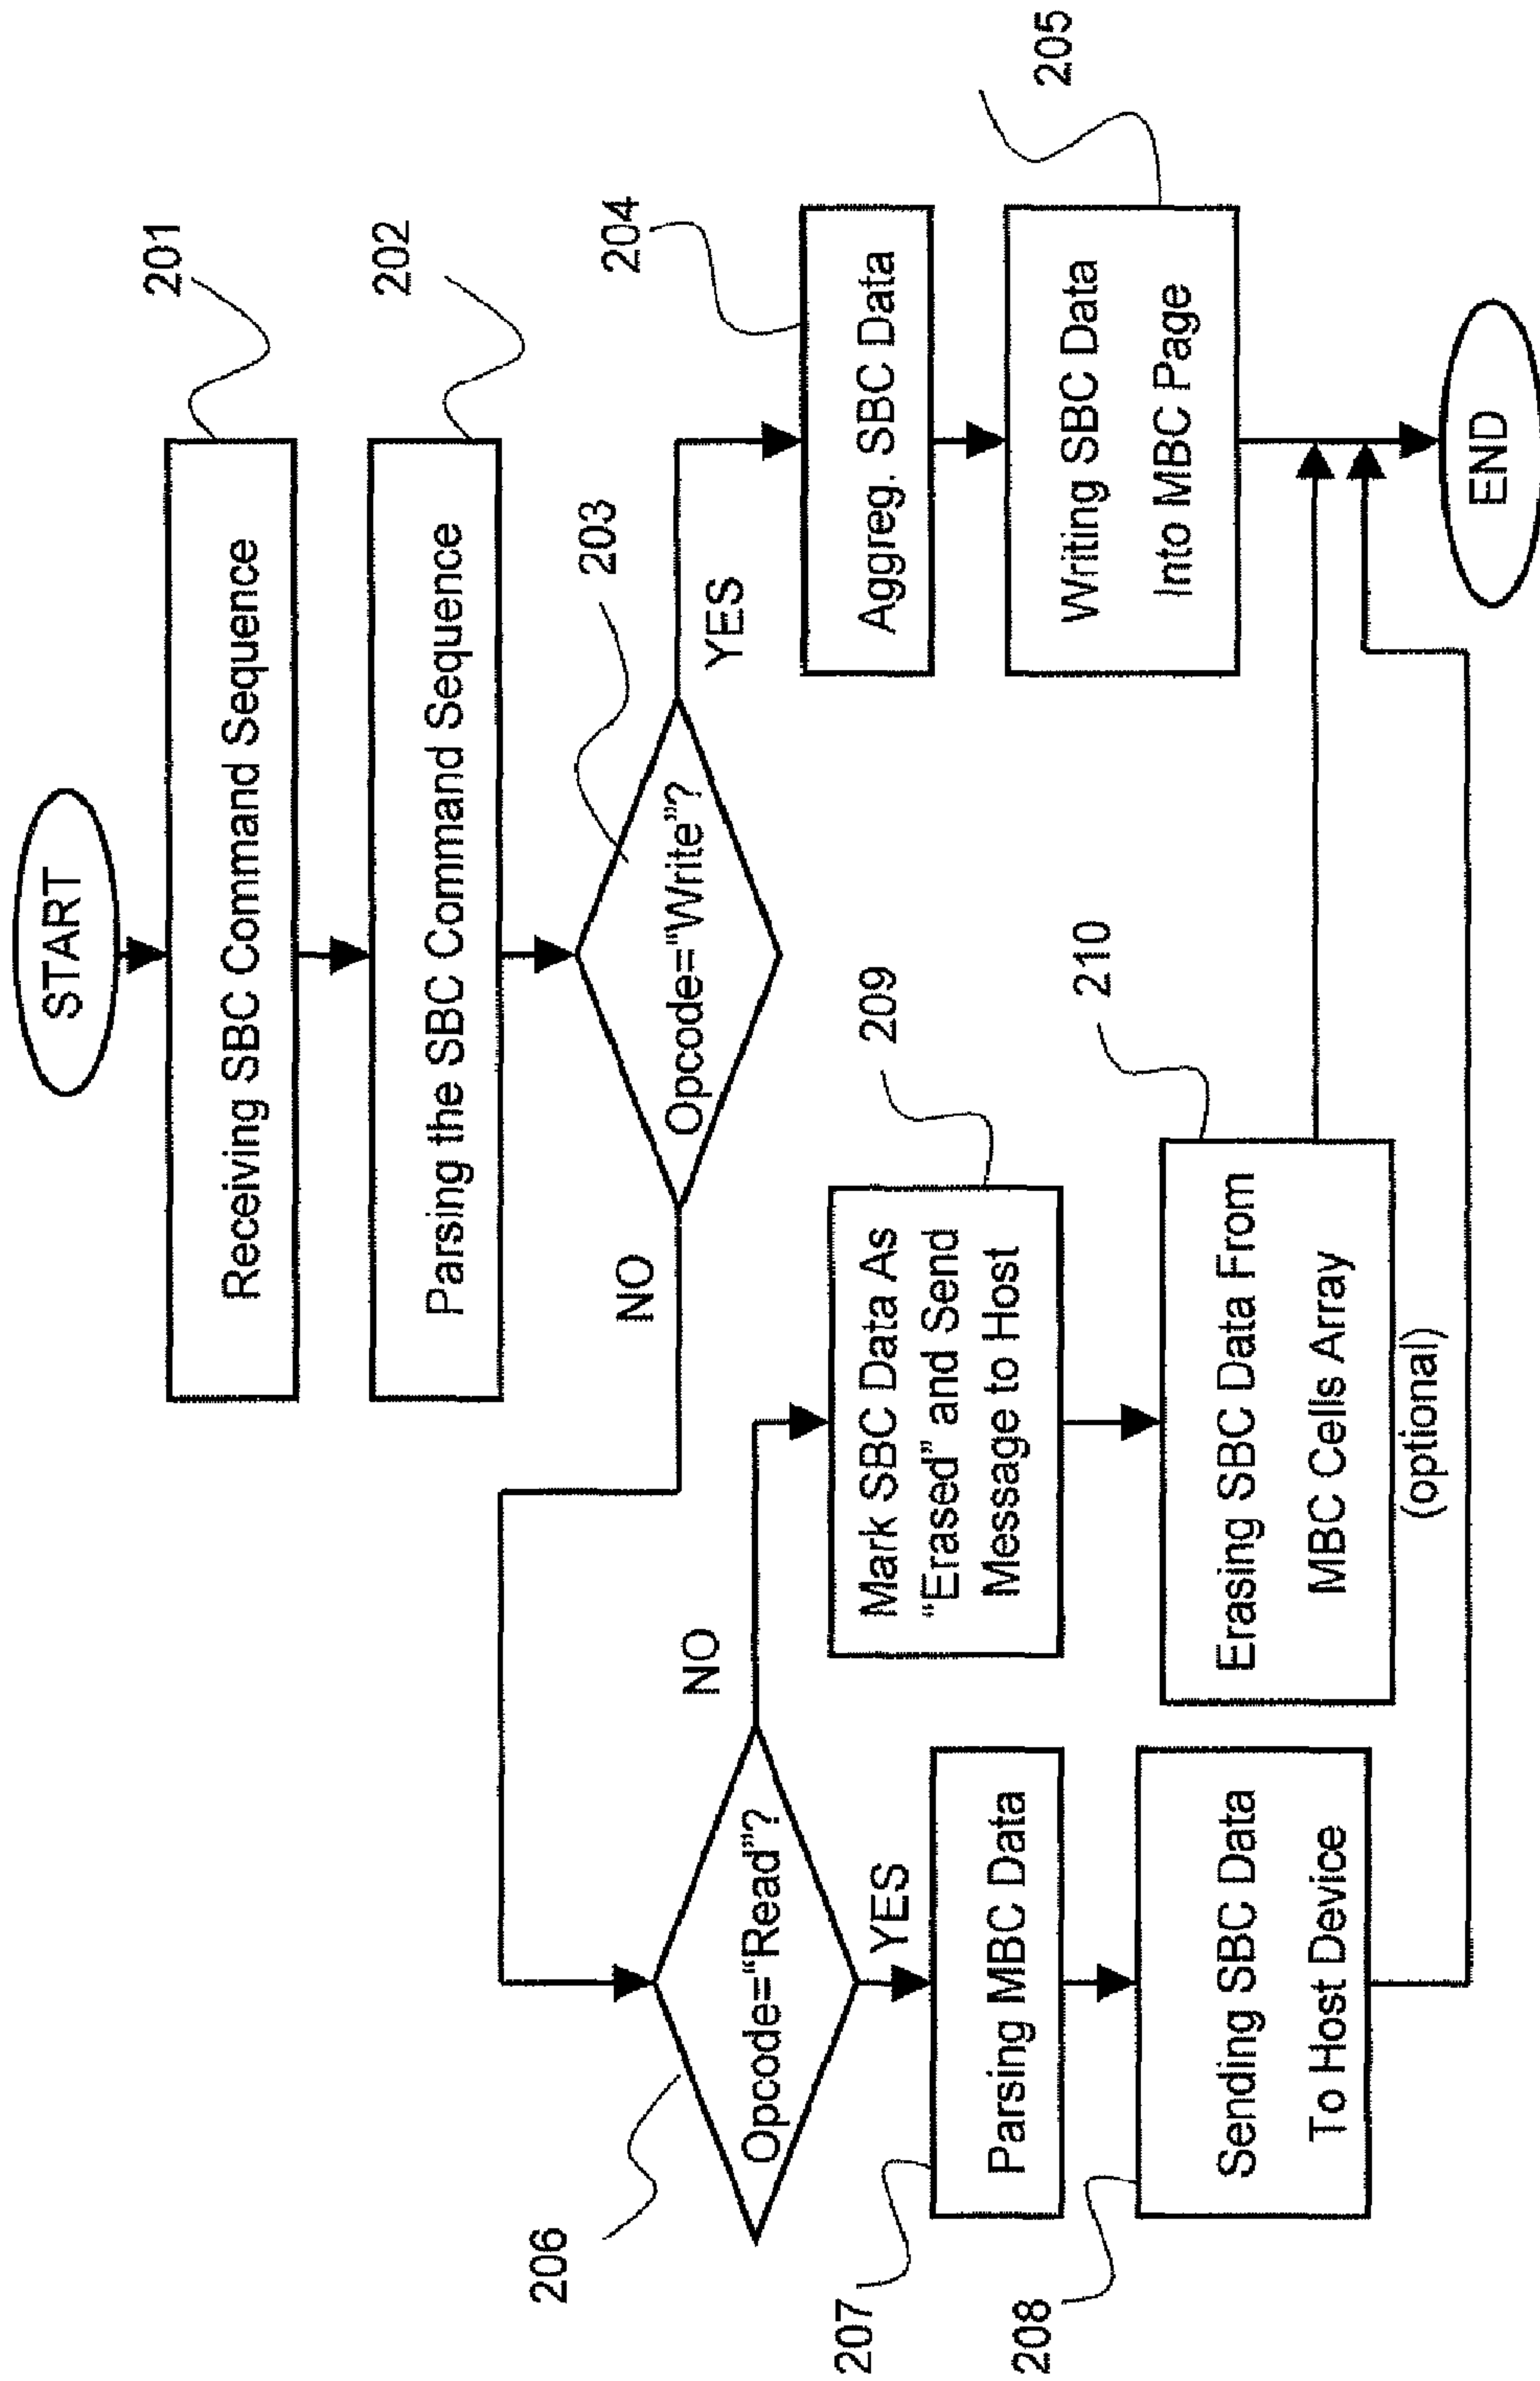 START
201
Receiving SBC Command Sequence
202
Parsing the SBC Command Sequence
203
Opcode=“Write”?
NO
YES
204
Aggreg. SBC Data
205
Writing SBC Data
Into MBC Page
206
Opcode=“Read”?
NO
YES
209
Mark SBC Data As
“Erased” and Send
Message to Host
207
Parsing MBC Data
210
Erasing SBC Data From
MBC Cells Array
(optional)
208
Sending SBC Data
To Host Device
END